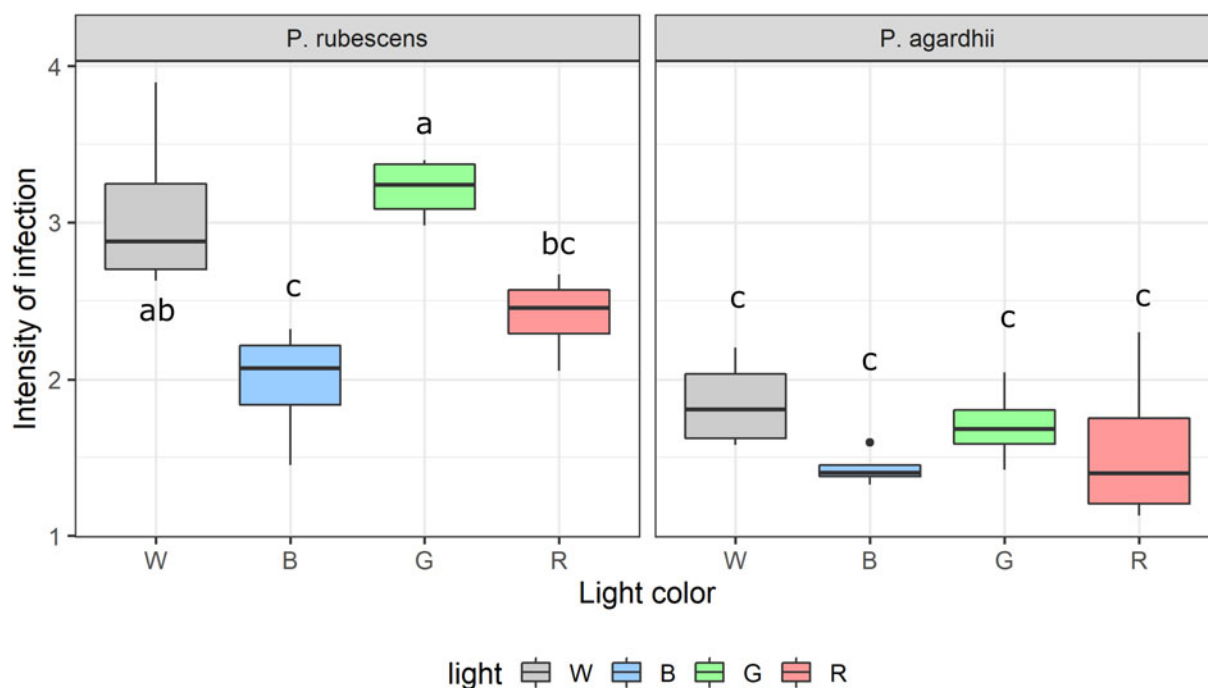 P. rubescens P. agardhii
4
a
3
bc
ab c c c c
2 c
1
W B G R W B G R
Light color
Intensity of infection
light W B G R